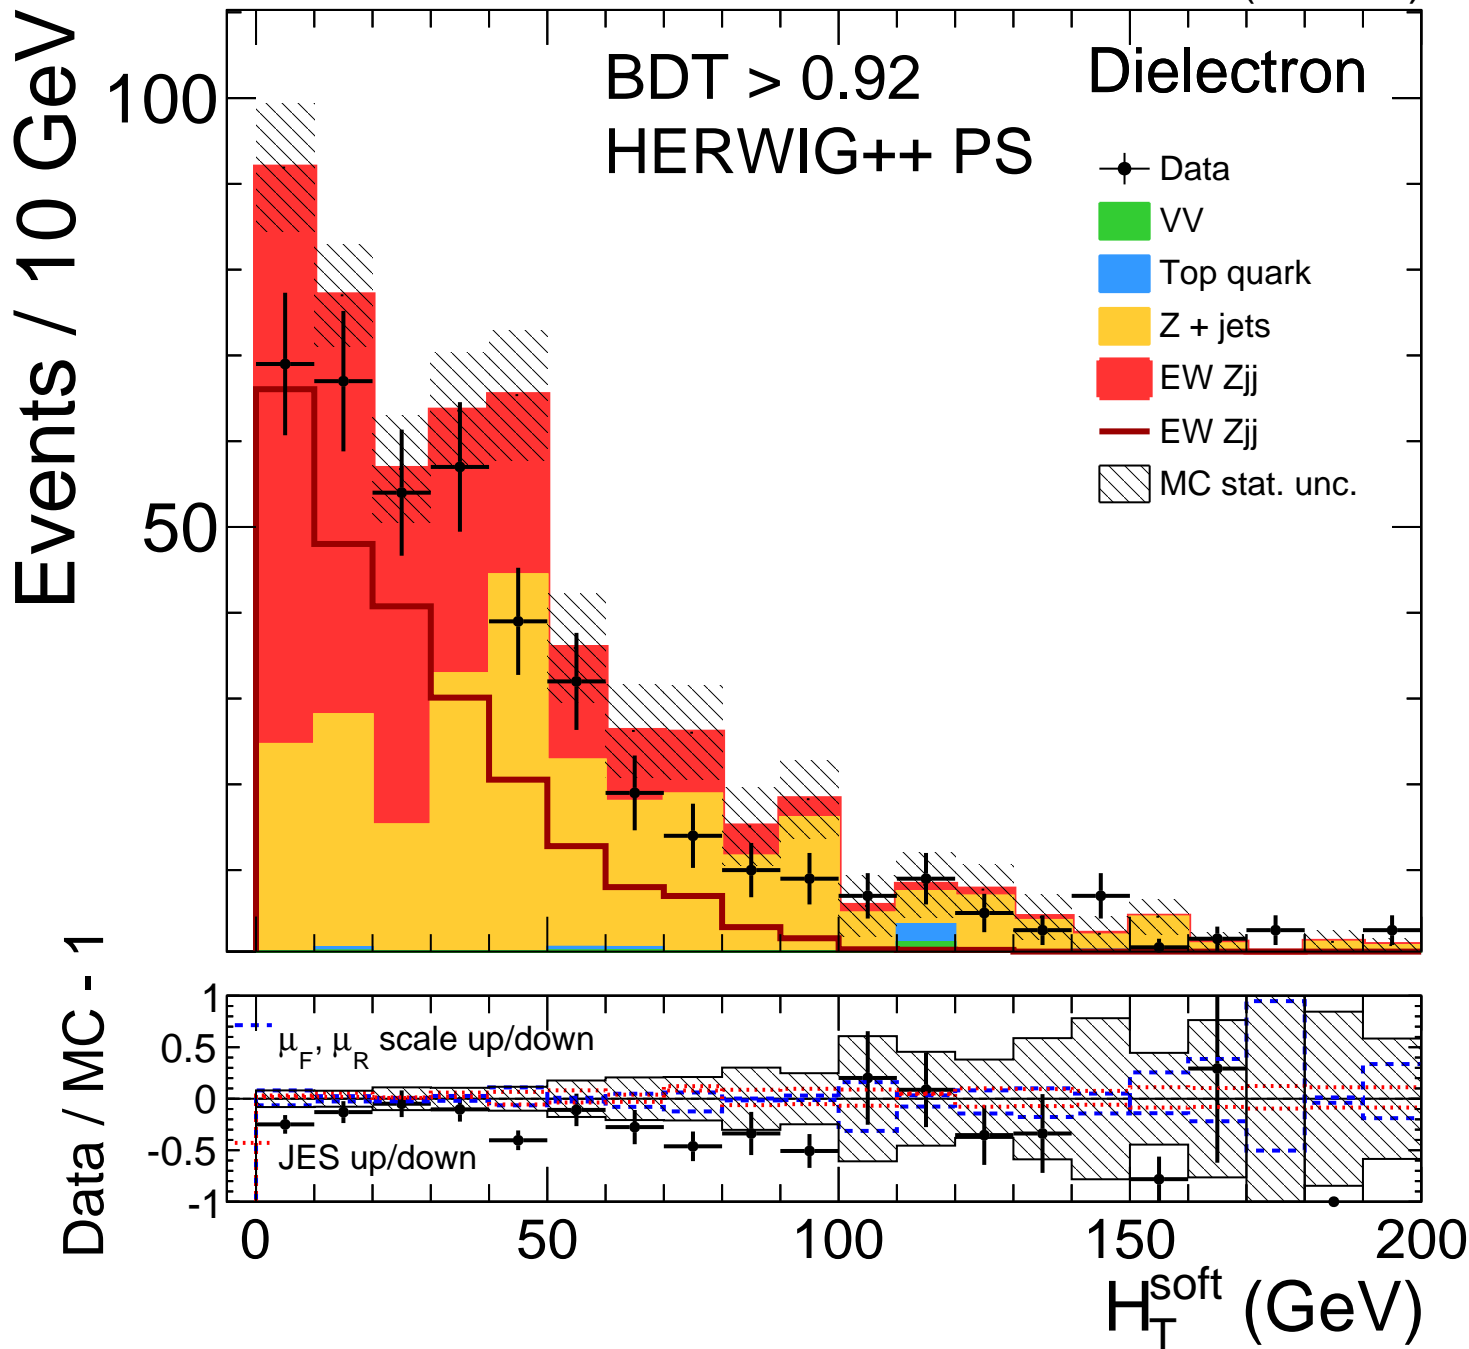 BDT > 0.92
HERWIG++ PS
Dielectron
Data
VV
Top quark
Z + jets
EW Zjj
EW Zjj
MC stat. unc.
Events / 10 GeV
100
50
Data / MC - 1
1
0.5
0
-0.5
-1
μF, μR scale up/down
JES up/down
0 50 100 150 200
HTsoft (GeV)